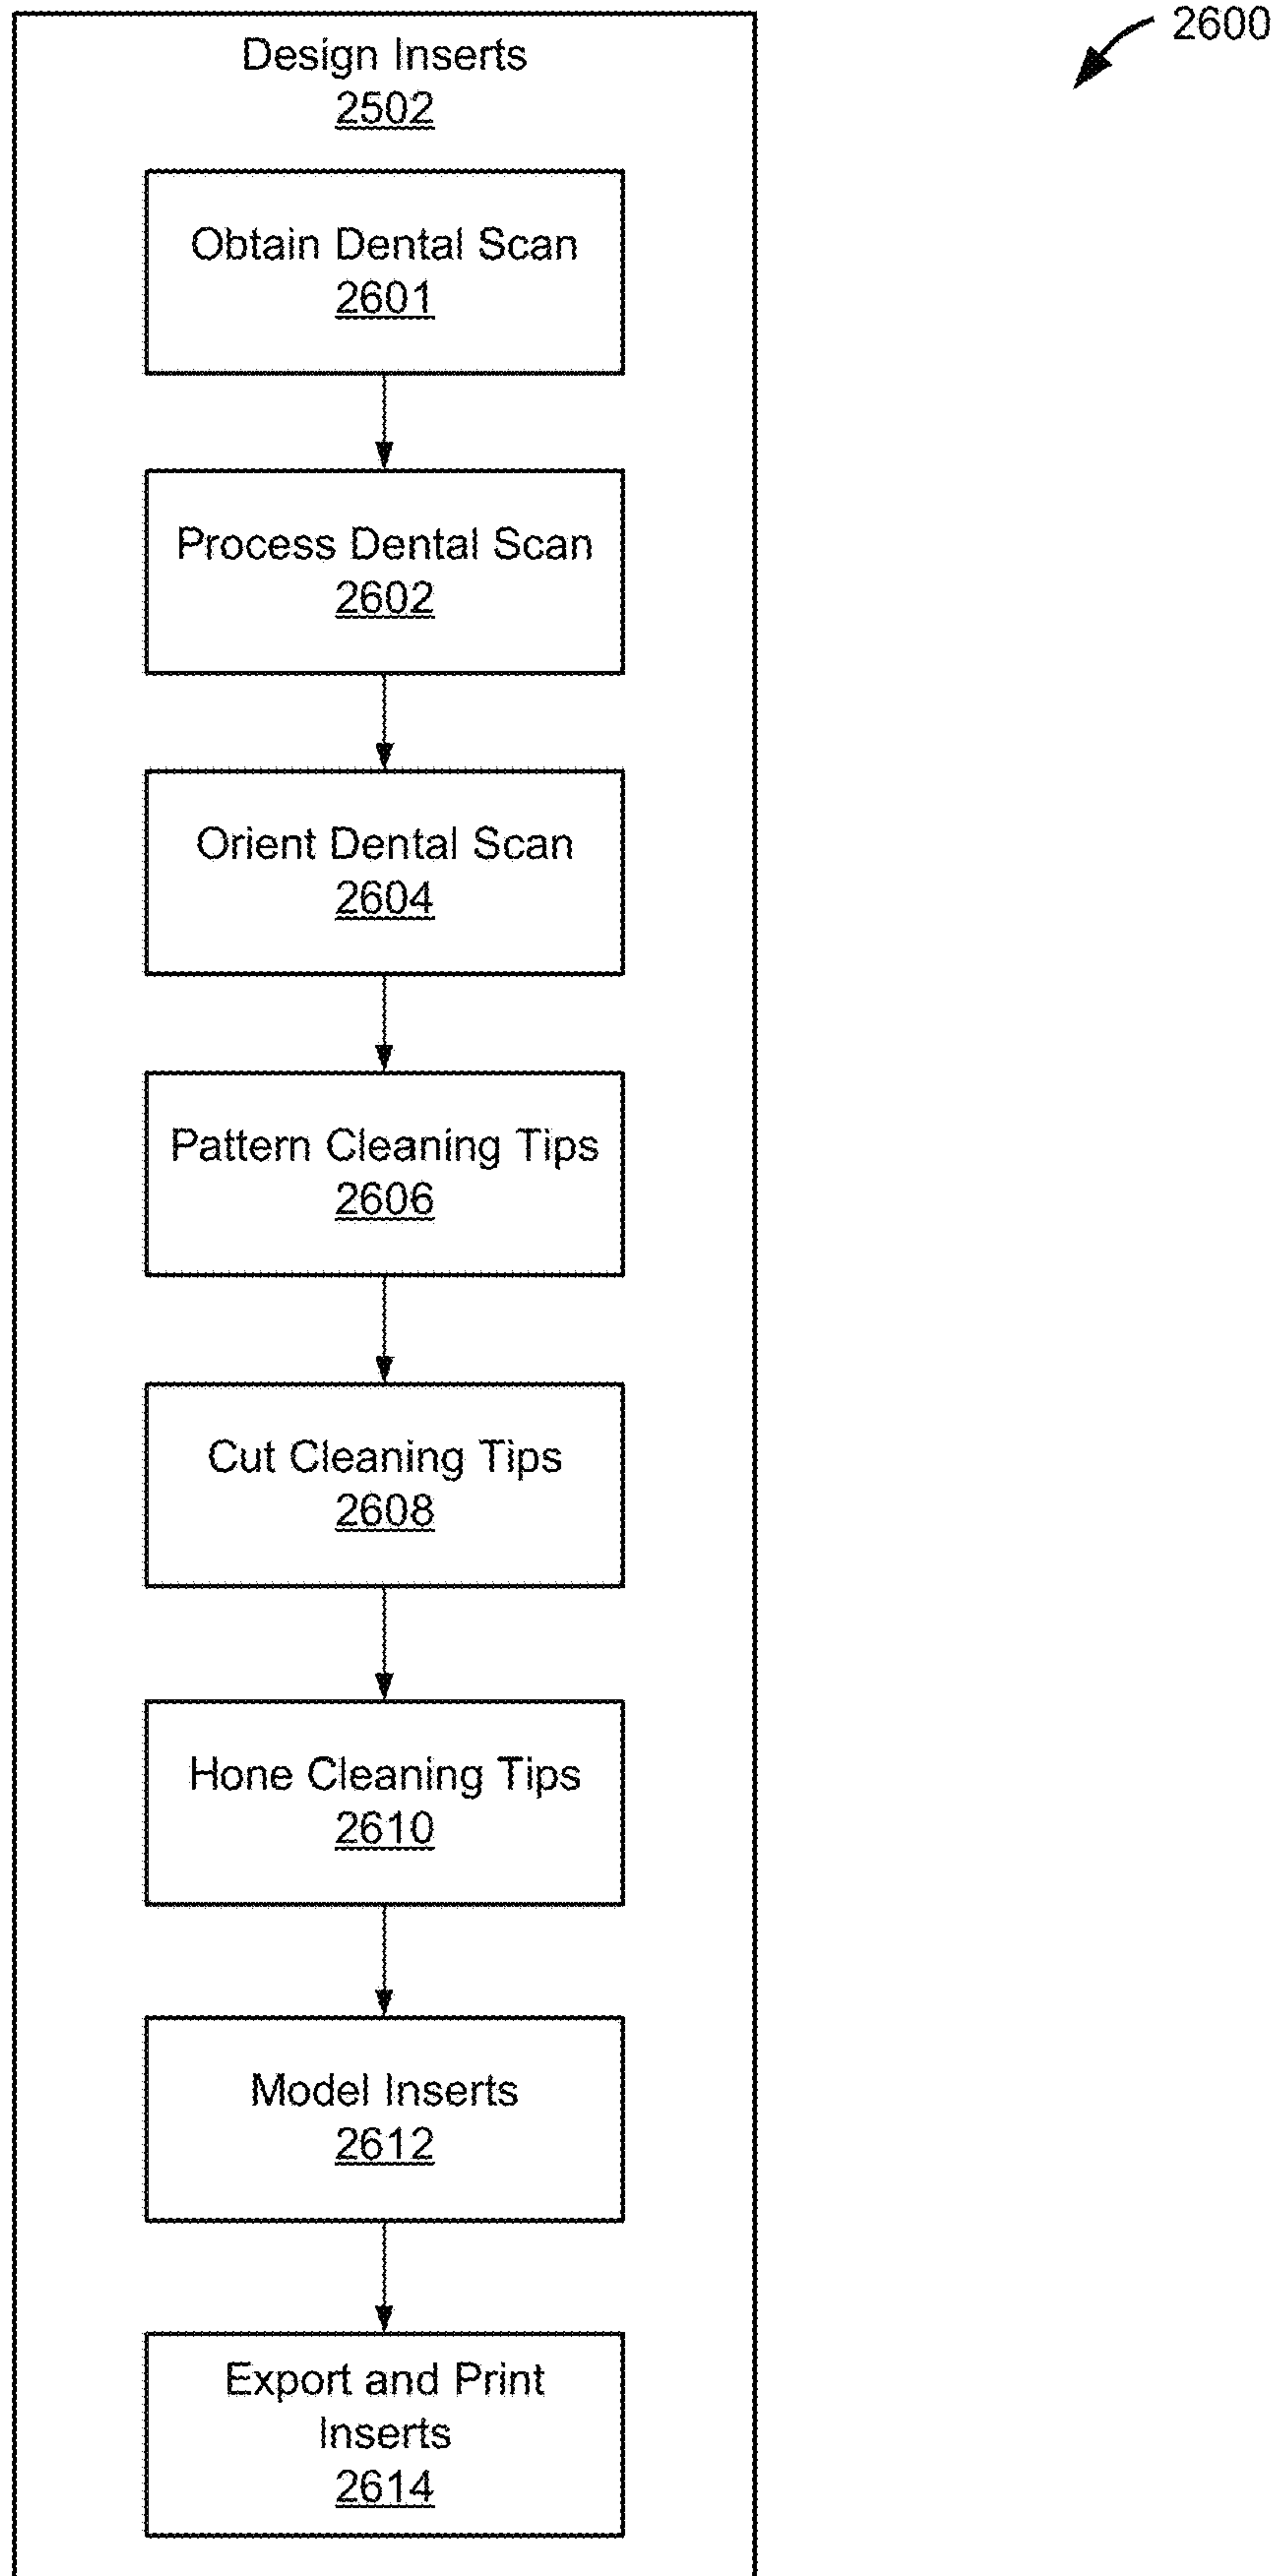 2600
Design Inserts
2502
Obtain Dental Scan
2601
Process Dental Scan
2602
Orient Dental Scan
2604
Pattern Cleaning Tips
2606
Cut Cleaning Tips
2608
Hone Cleaning Tips
2610
Model Inserts
2612
Export and Print
Inserts
2614